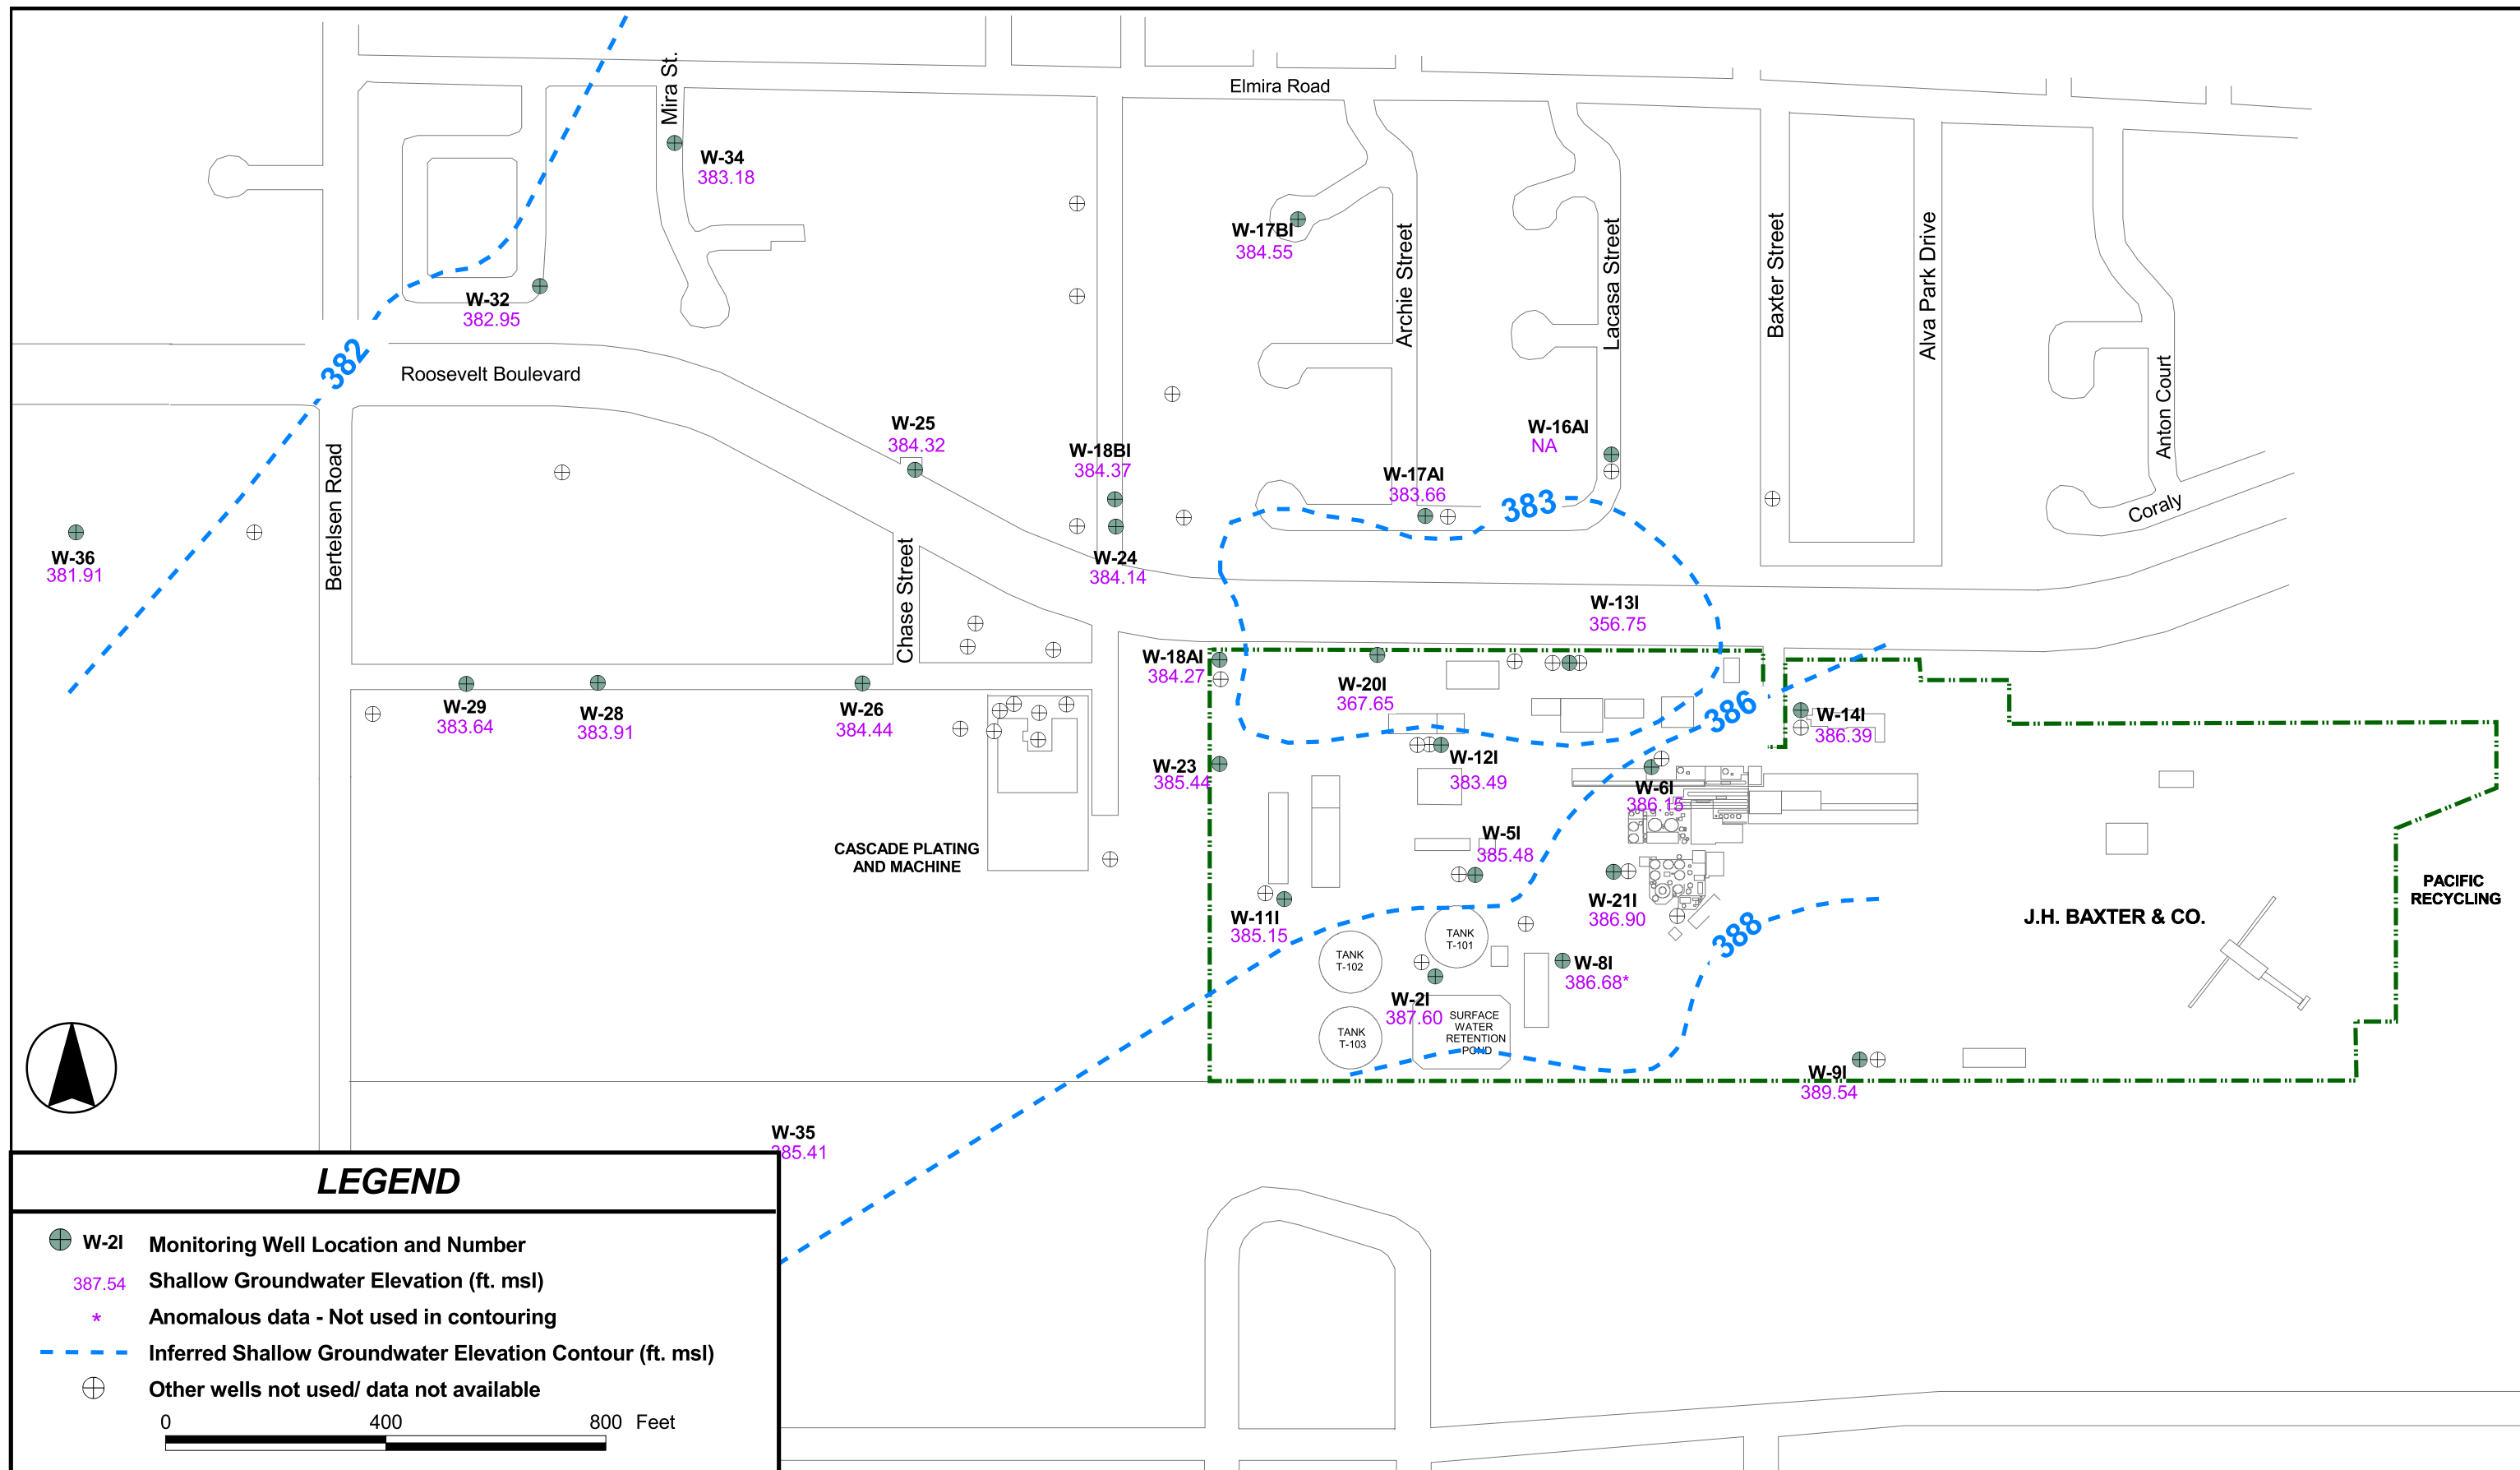 Elmira Road
Mira St.
W-34
383.18
W-17BI
384.55
Archie Street
Lacasa Street
Baxter Street
Alva Park Drive
Anton Court
Coraly
W-32
382.95
382
Roosevelt Boulevard
Bertelsen Road
W-25
384.32
W-18BI
384.37
W-16AI
NA
W-17AI
383.66
383
W-36
381.91
W-24
384.14
Chase Street
W-13I
356.75
W-18AI
384.27
W-20I
367.65
386
W-14I
386.39
W-29
383.64
W-28
383.91
W-26
384.44
W-23
385.44
W-12I
383.49
W-6I
386.15
W-5I
385.48
CASCADE PLATING
AND MACHINE
PACIFIC
RECYCLING
J.H. BAXTER & CO.
W-11I
385.15
W-21I
386.90
388
TANK
T-101
TANK
T-102
W-8I
386.68*
W-2I
387.60
SURFACE
WATER
RETENTION
POND
TANK
T-103
W-9I
389.54
W-35
385.41
LEGEND
W-2I Monitoring Well Location and Number
387.54 Shallow Groundwater Elevation (ft. msl)
* Anomalous data - Not used in contouring
Inferred Shallow Groundwater Elevation Contour (ft. msl)
Other wells not used/ data not available
0 400 800 Feet